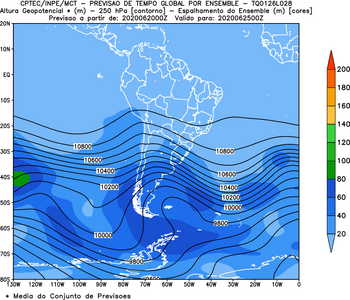 CPTEC/INPE/MCT - PREVISAO DE TEMPO GLOBAL POR ENSEMBLE - TQ0126L028
Altura Geopotencial * (m) - 250 hPa [contorno] - Espalhamento do Ensemble (m) [cores]
Previsao a partir de: 2020062000Z Valido para: 2020062500Z
20N
10N
EQ
10S
20S
30S
40S
50S
60S
70S
80S
130W 120W 110W 100W 90W 80W 70W 60W 50W 40W 30W 20W 10W 0
10800
10600
10400
10200
10000
9800
10800
10600
10400
10200
10000
9800
200
180
160
140
120
100
80
60
40
20
* Media do Conjunto de Previsoes